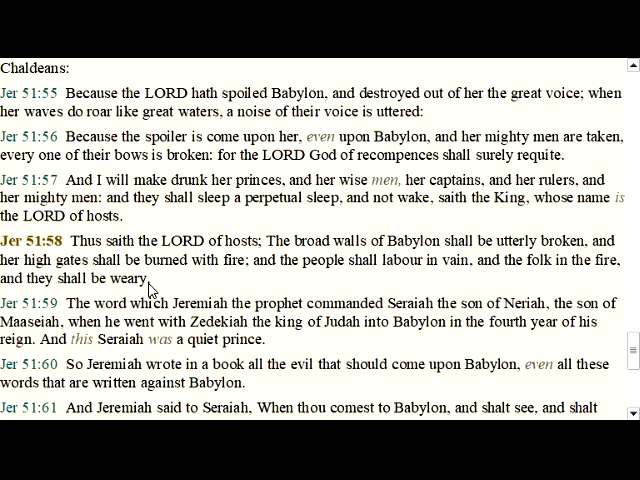 Chaldeans:
Jer 51:55 Because the LORD hath spoiled Babylon, and destroyed out of her the great voice; when
her waves do roar like great waters, a noise of their voice is uttered:
Jer 51:56 Because the spoiler is come upon her, even upon Babylon, and her mighty men are taken,
every one of their bows is broken: for the LORD God of recompences shall surely requite.
Jer 51:57 And I will make drunk her princes, and her wise men, her captains, and her rulers, and
her mighty men: and they shall sleep a perpetual sleep, and not wake, saith the King, whose name is
the LORD of hosts.
Jer 51:58 Thus saith the LORD of hosts; The broad walls of Babylon shall be utterly broken, and
her high gates shall be burned with fire; and the people shall labour in vain, and the folk in the fire,
and they shall be weary.
Jer 51:59 The word which Jeremiah the prophet commanded Seraiah the son of Neriah, the son of
Maaseiah, when he went with Zedekiah the king of Judah into Babylon in the fourth year of his
reign. And this Seraiah was a quiet prince.
Jer 51:60 So Jeremiah wrote in a book all the evil that should come upon Babylon, even all these
words that are written against Babylon.
Jer 51:61 And Jeremiah said to Seraiah, When thou comest to Babylon, and shalt see, and shalt